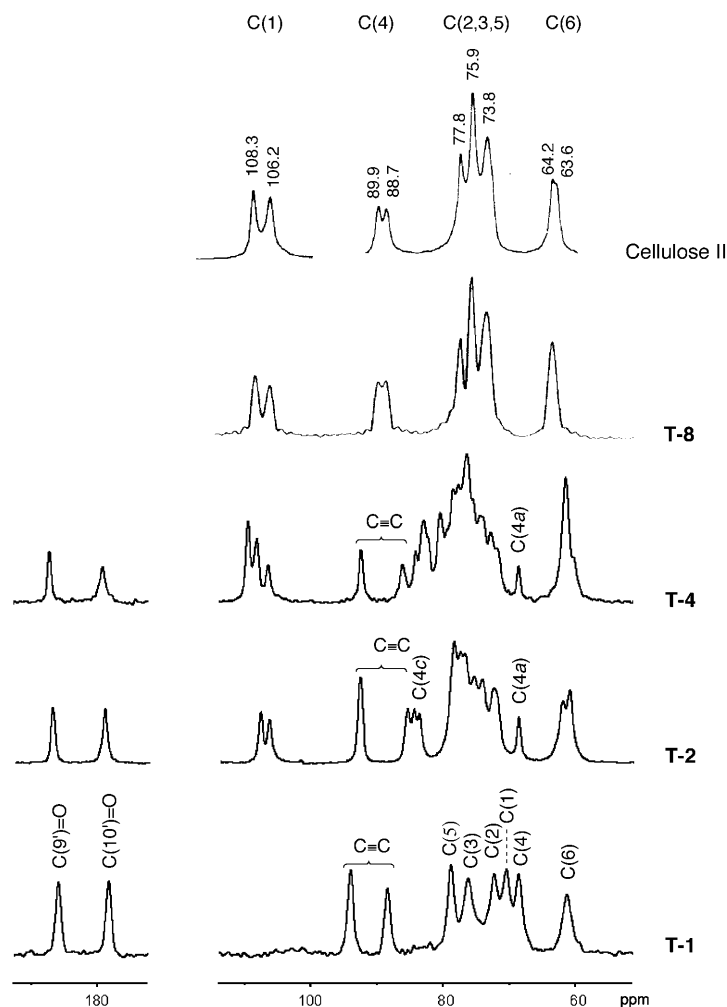 C(1) C(4) C(2,3,5) C(6)
108.3 106.2 89.9 88.7 77.8 75.9 73.8 64.2 63.6
Cellulose II
T-8
C≡C C(4a)
T-4
C≡C C(4c) C(4a)
T-2
C(9')=O C(10')=O C≡C C(5) C(3) C(2) C(1) C(4) C(6)
T-1
180 100 80 60 ppm